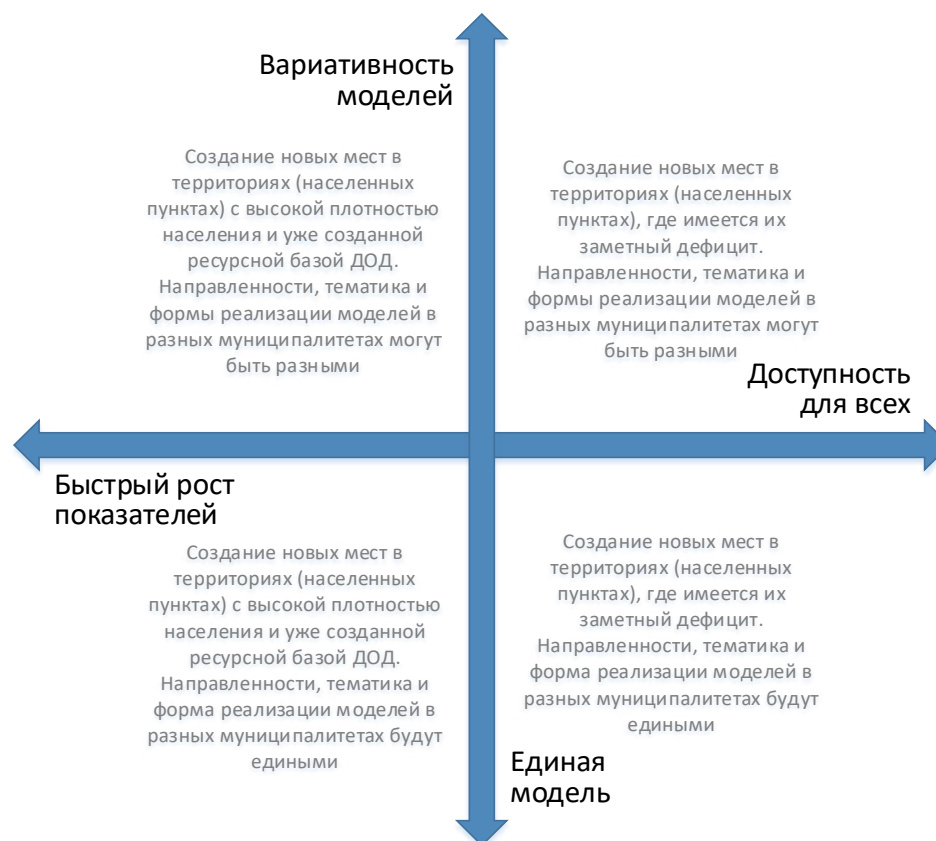 Вариативность
моделей
Создание новых мест в
территориях (населенных
пунктах) с высокой плотностью
населения и уже созданной
ресурсной базой ДОД.
Направленности, тематика и
формы реализации моделей в
разных муниципалитетах могут
быть разными
Создание новых мест в
территориях (населенных
пунктах), где имеется их
заметный дефицит.
Направленности, тематика и
формы реализации моделей в
разных муниципалитетах могут
быть разными
Доступность
для всех
Быстрый рост
показателей
Создание новых мест в
территориях (населенных
пунктах) с высокой плотностью
населения и уже созданной
ресурсной базой ДОД.
Направленности, тематика и
форма реализации моделей в
разных муниципалитетах будут
едиными
Создание новых мест в
территориях (населенных
пунктах), где имеется их
заметный дефицит.
Направленности, тематика и
форма реализации моделей в
разных муниципалитетах будут
едиными
Единая
модель